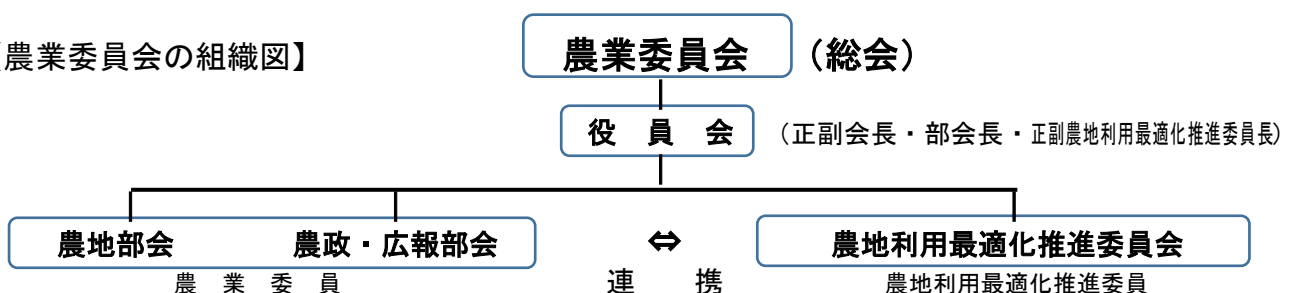 農業委員会の組織図】
農業委員会 （総会）
役 員 会 （正副会長・部会長・正副農地利用最適化推進委員長）
農地部会 農政・広報部会 ⇔ 農地利用最適化推進委員会
農 業 委 員 連 携 農地利用最適化推進委員